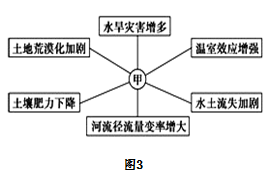 水旱灾害增多
土地荒漠化加剧
温室效应增强
甲
土壤肥力下降
水土流失加剧
河流径流量变率增大
图3